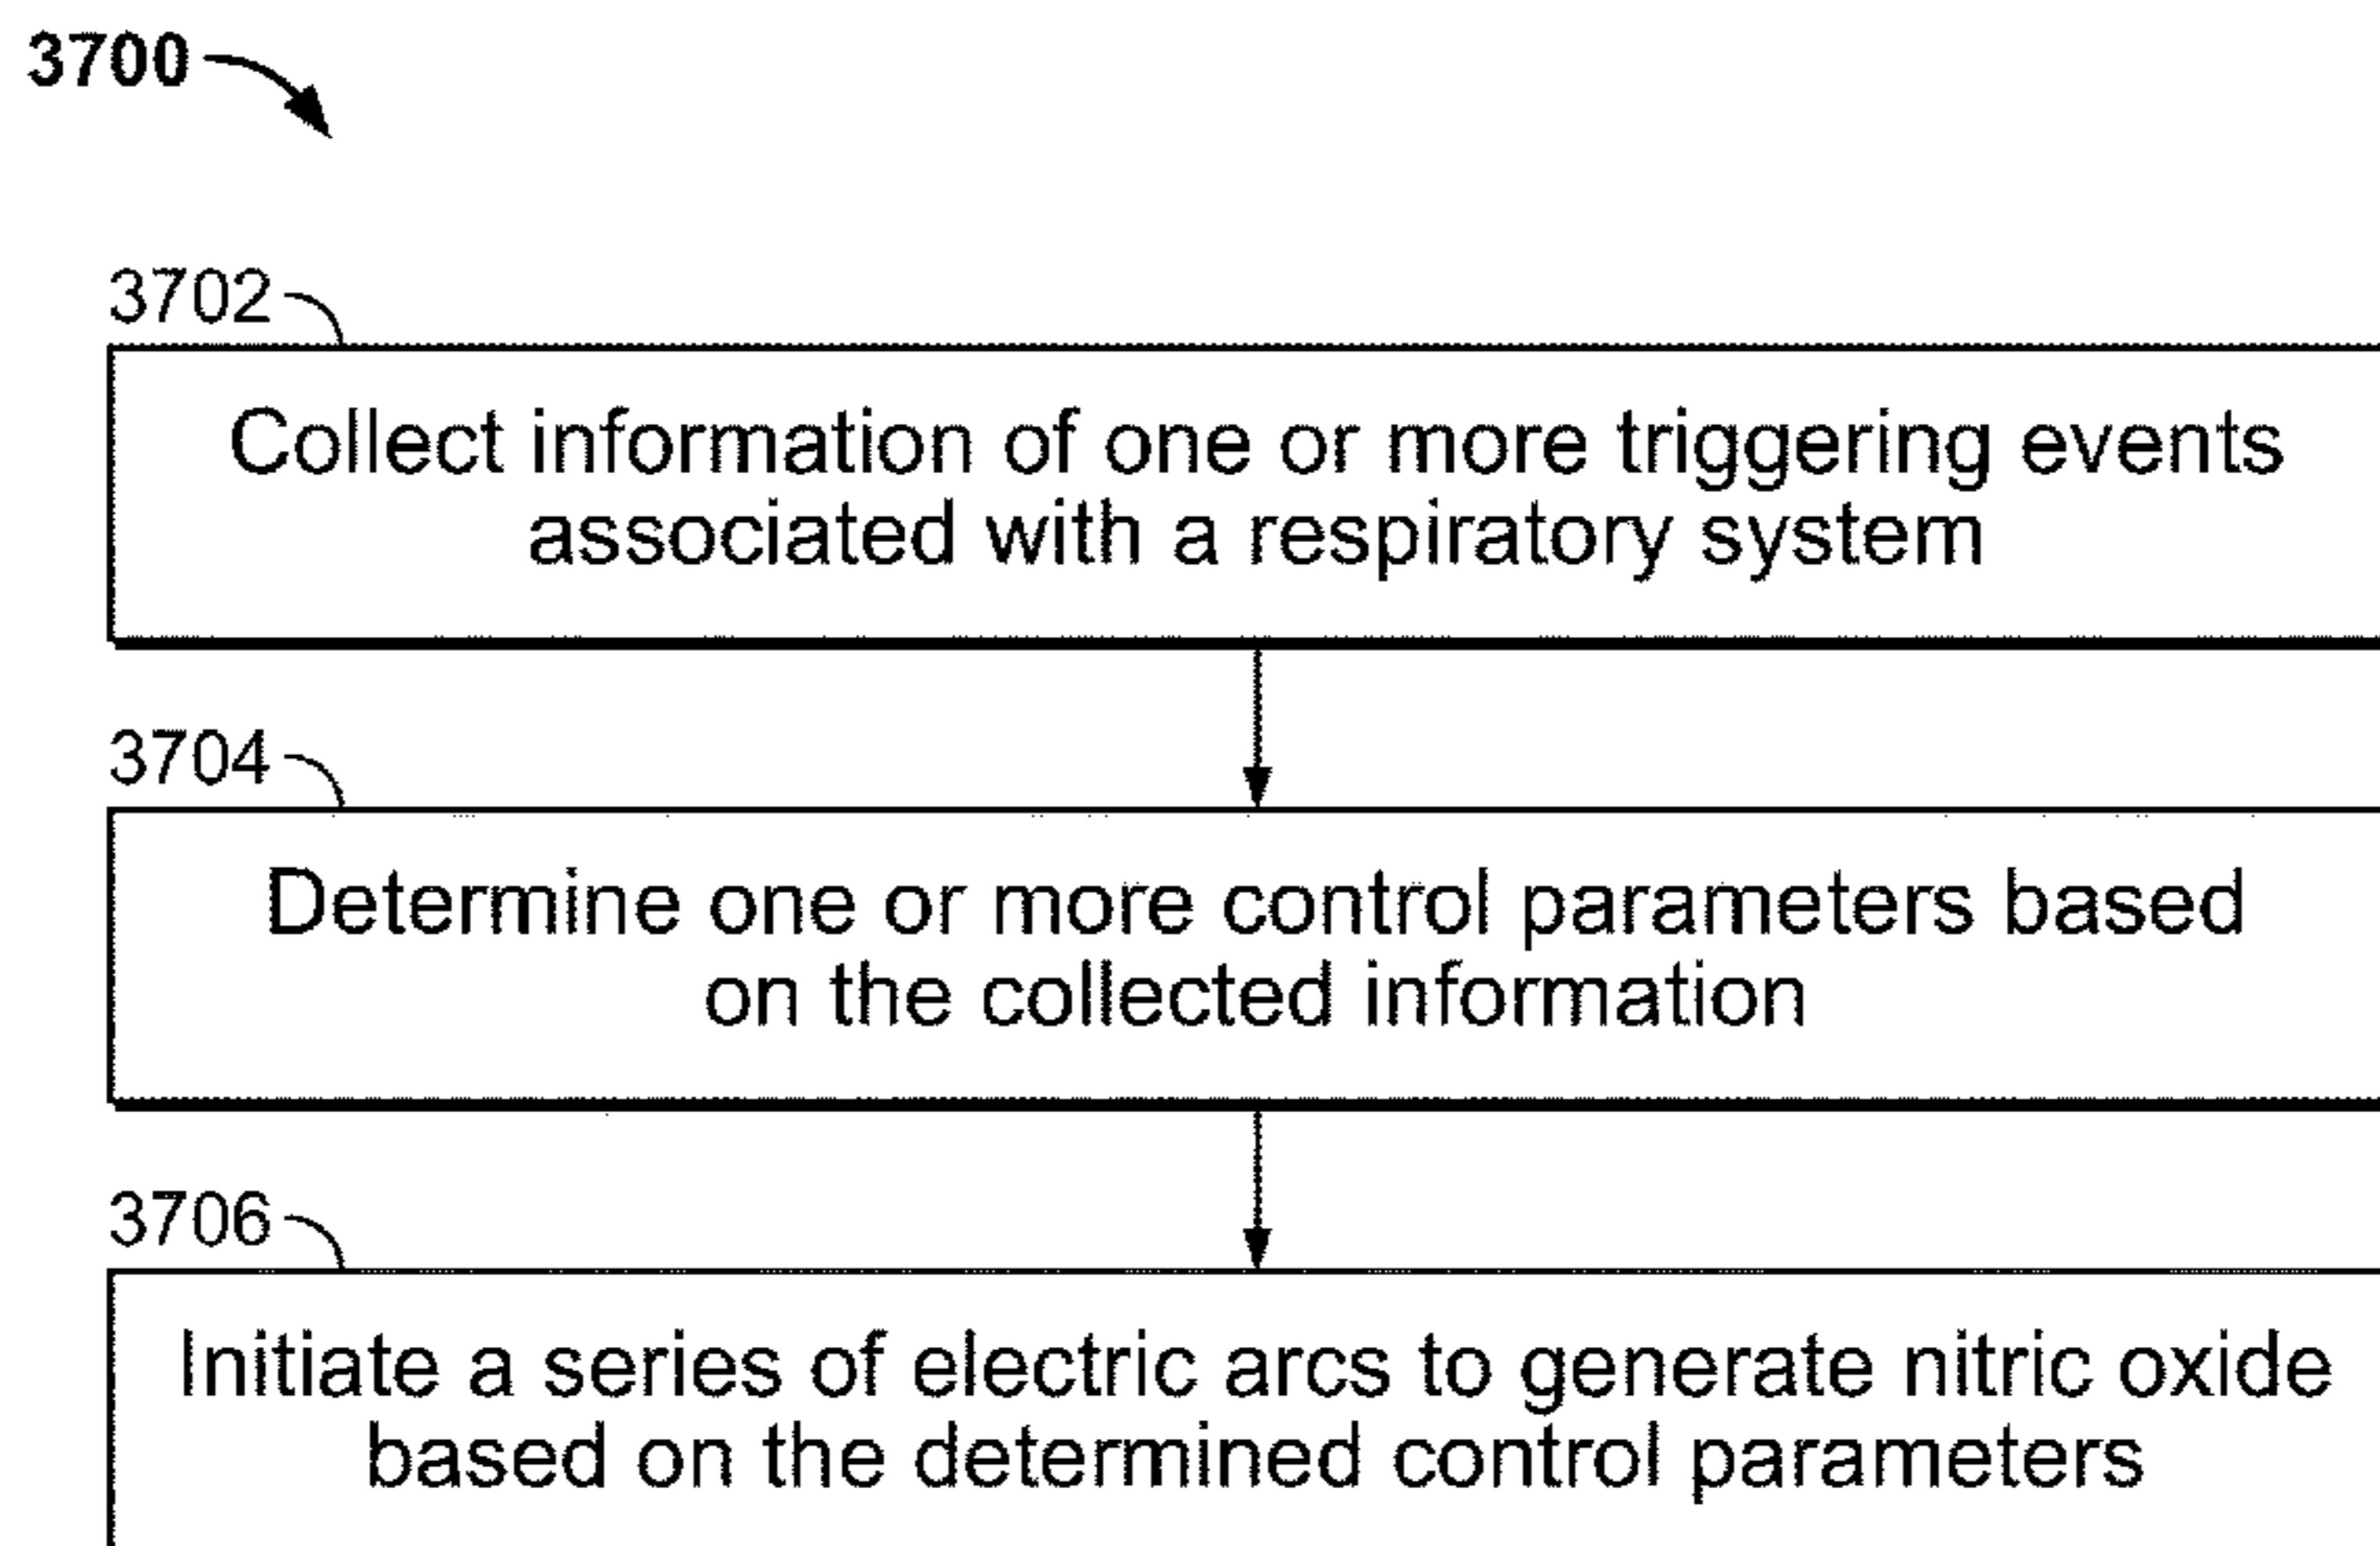 3700
3702
Collect information of one or more triggering events
associated with a respiratory system
3704
Determine one or more control parameters based
on the collected information
3706
Initiate a series of electric arcs to generate nitric oxide
based on the determined control parameters